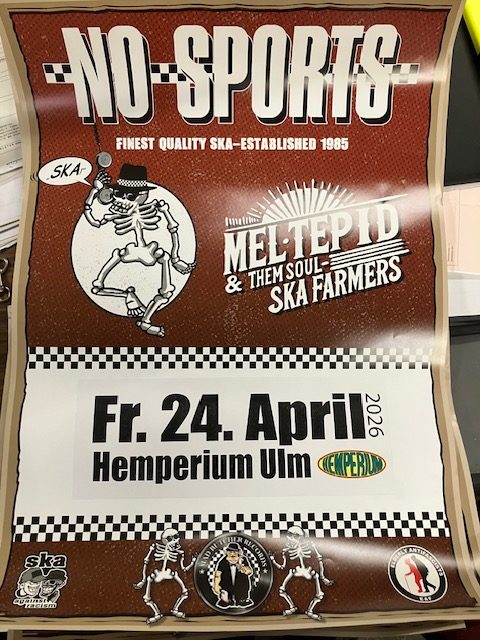 NO SPORTS
FINEST QUALITY SKA-ESTABLISHED 1985
SKA-
MEL·TEPID
& THEM SOUL-
SKA FARMERS
Fr. 24. April 2026
Hemperium Ulm HEMPERIUM
ska
against
racism